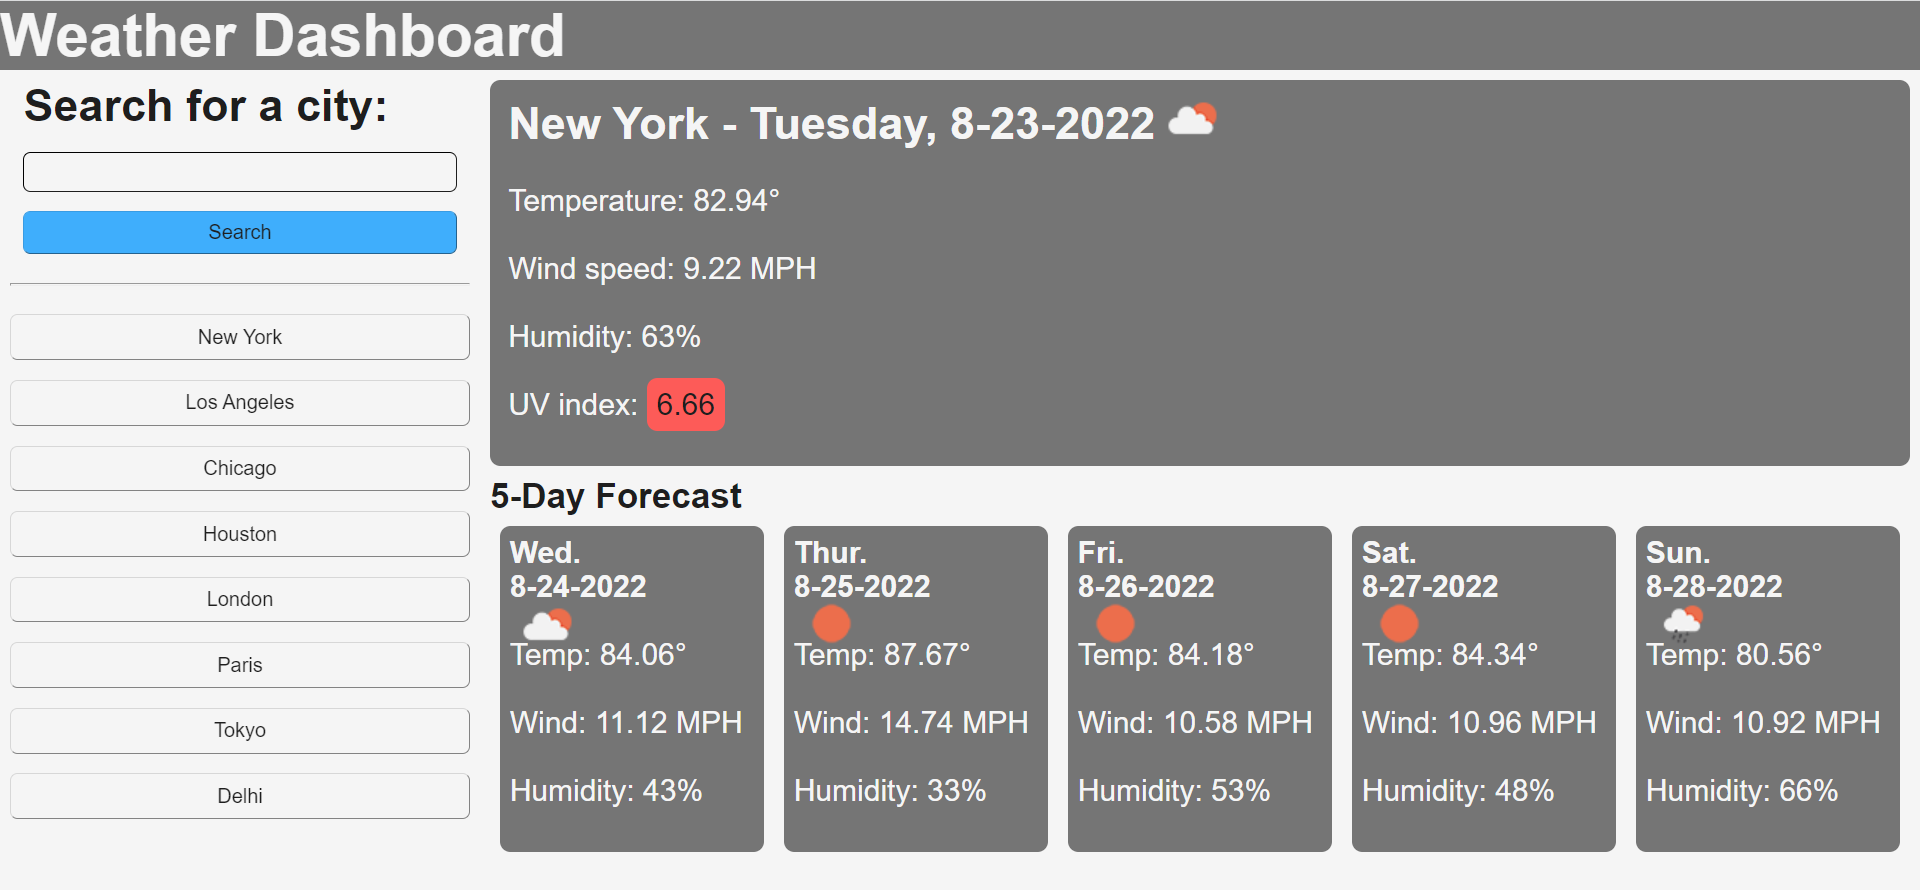 Weather Dashboard
Search for a city:
Search
New York
Los Angeles
Chicago
Houston
London
Paris
Tokyo
Delhi
New York - Tuesday, 8-23-2022
Temperature: 82.94°
Wind speed: 9.22 MPH
Humidity: 63%
UV index: 6.66
5-Day Forecast
Wed.
8-24-2022
Temp: 84.06°
Wind: 11.12 MPH
Humidity: 43%
Thur.
8-25-2022
Temp: 87.67°
Wind: 14.74 MPH
Humidity: 33%
Fri.
8-26-2022
Temp: 84.18°
Wind: 10.58 MPH
Humidity: 53%
Sat.
8-27-2022
Temp: 84.34°
Wind: 10.96 MPH
Humidity: 48%
Sun.
8-28-2022
Temp: 80.56°
Wind: 10.92 MPH
Humidity: 66%